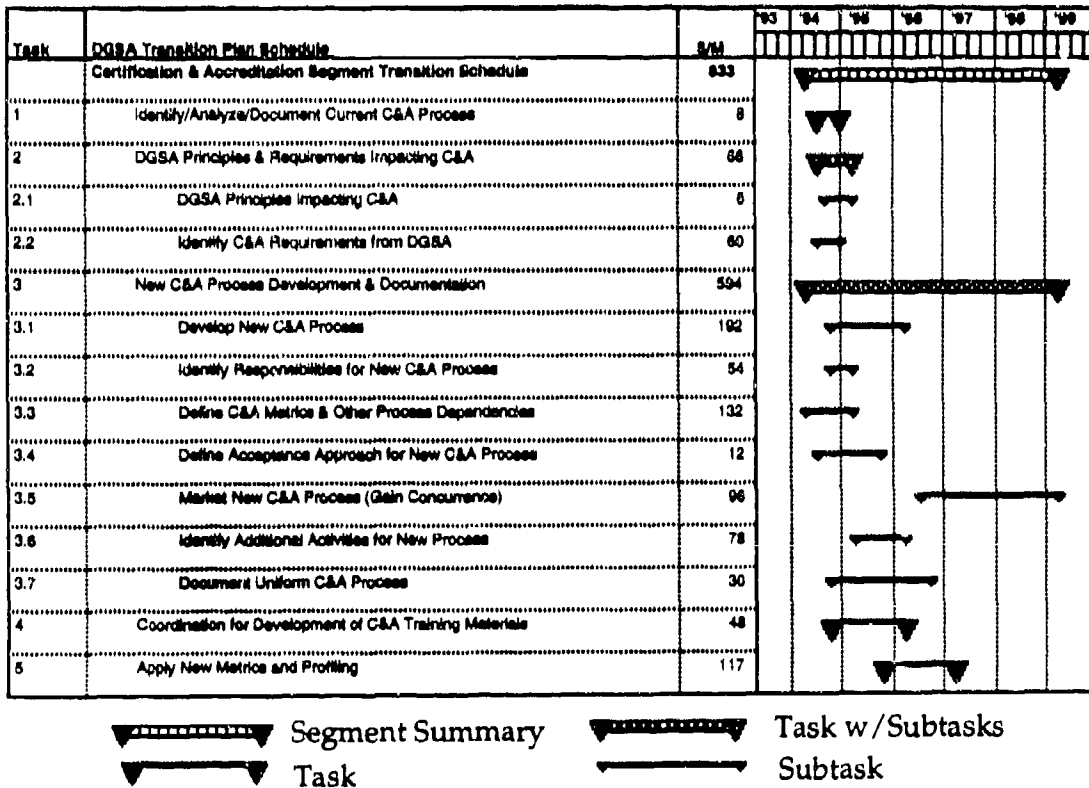 '93 '94 '95 '96 '97 '98 '99
Task DGSA Transition Plan Schedule S/M
Certification & Accreditation Segment Transition Schedule 833
1 Identify/Analyze/Document Current C&A Process 8
2 DGSA Principles & Requirements Impacting C&A 66
2.1 DGSA Principles Impacting C&A 6
2.2 Identify C&A Requirements from DGSA 60
3 New C&A Process Development & Documentation 594
3.1 Develop New C&A Process 192
3.2 Identify Responsibilities for New C&A Process 54
3.3 Define C&A Metrics & Other Process Dependencies 132
3.4 Define Acceptance Approach for New C&A Process 12
3.5 Market New C&A Process (Gain Concurrence) 96
3.6 Identify Additional Activities for New Process 78
3.7 Document Uniform C&A Process 30
4 Coordination for Development of C&A Training Materials 48
5 Apply New Metrics and Profiling 117
Segment Summary Task w/Subtasks
Task Subtask